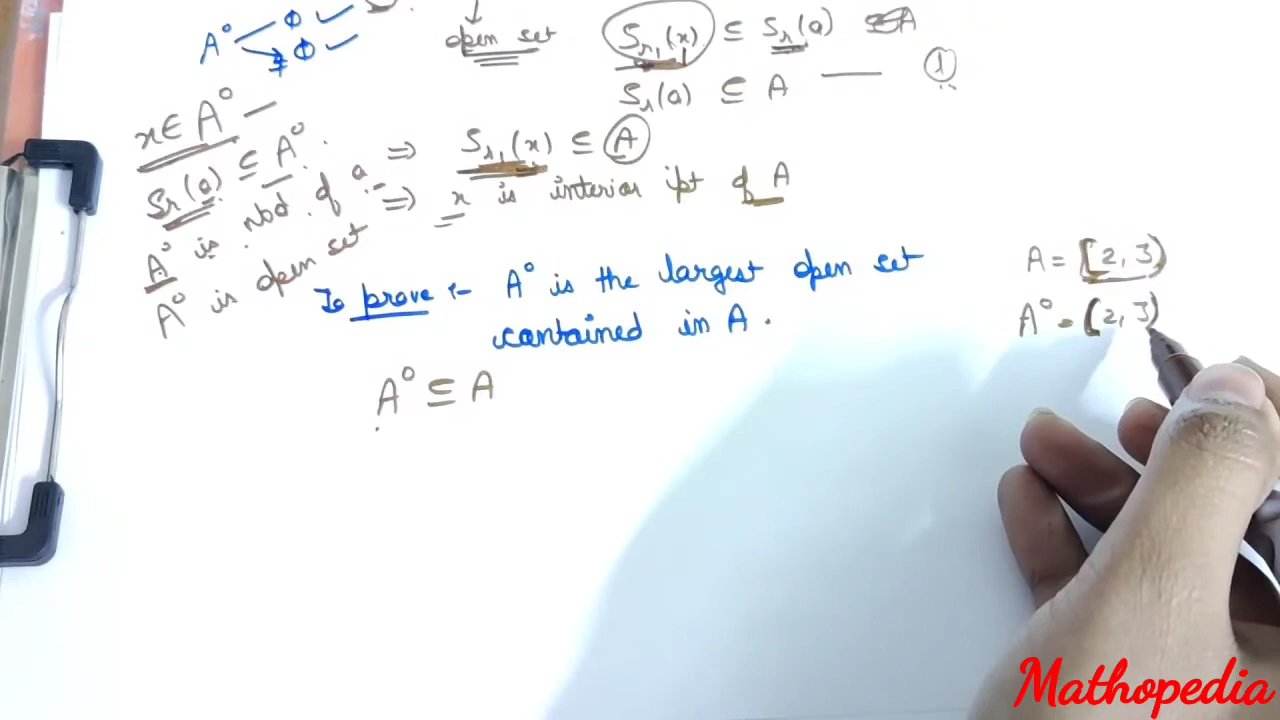 A° φ ✓
≠ φ ✓
open set
S_{r₁}(x) ⊆ S_r(a)
S_r(a) ⊆ A —— ①
x ∈ A° —
S_r(a) ⊆ A°.
A° is nbd of a
A° is open set
⇒ S_{r₁}(x) ⊆ A
⇒ x is interior pt of A
To prove :- A° is the largest open set
contained in A.
A° ⊆ A
A = [2, 3)
A° = (2, 3)
Mathopedia